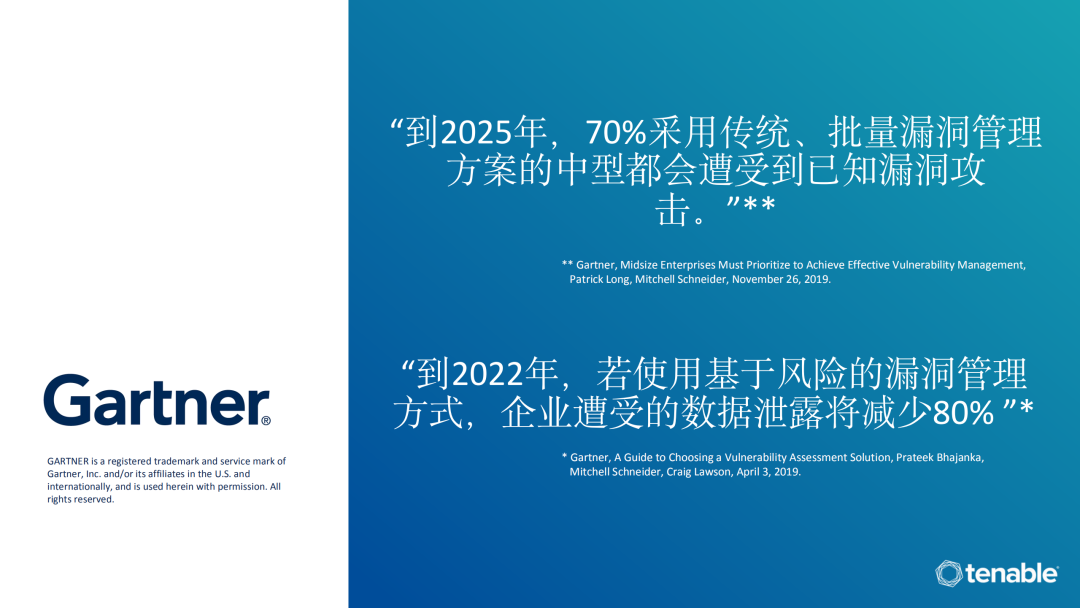 “到2025年，70%采用传统、批量漏洞管理
方案的中型都会遭受到已知漏洞攻
击。”**
** Gartner, Midsize Enterprises Must Prioritize to Achieve Effective Vulnerability Management,
Patrick Long, Mitchell Schneider, November 26, 2019.
“到2022年，若使用基于风险的漏洞管理
方式，企业遭受的数据泄露将减少80% ”*
* Gartner, A Guide to Choosing a Vulnerability Assessment Solution, Prateek Bhajanka,
Mitchell Schneider, Craig Lawson, April 3, 2019.
Gartner®
GARTNER is a registered trademark and service mark of
Gartner, Inc. and/or its affiliates in the U.S. and
internationally, and is used herein with permission. All
rights reserved.
tenable®